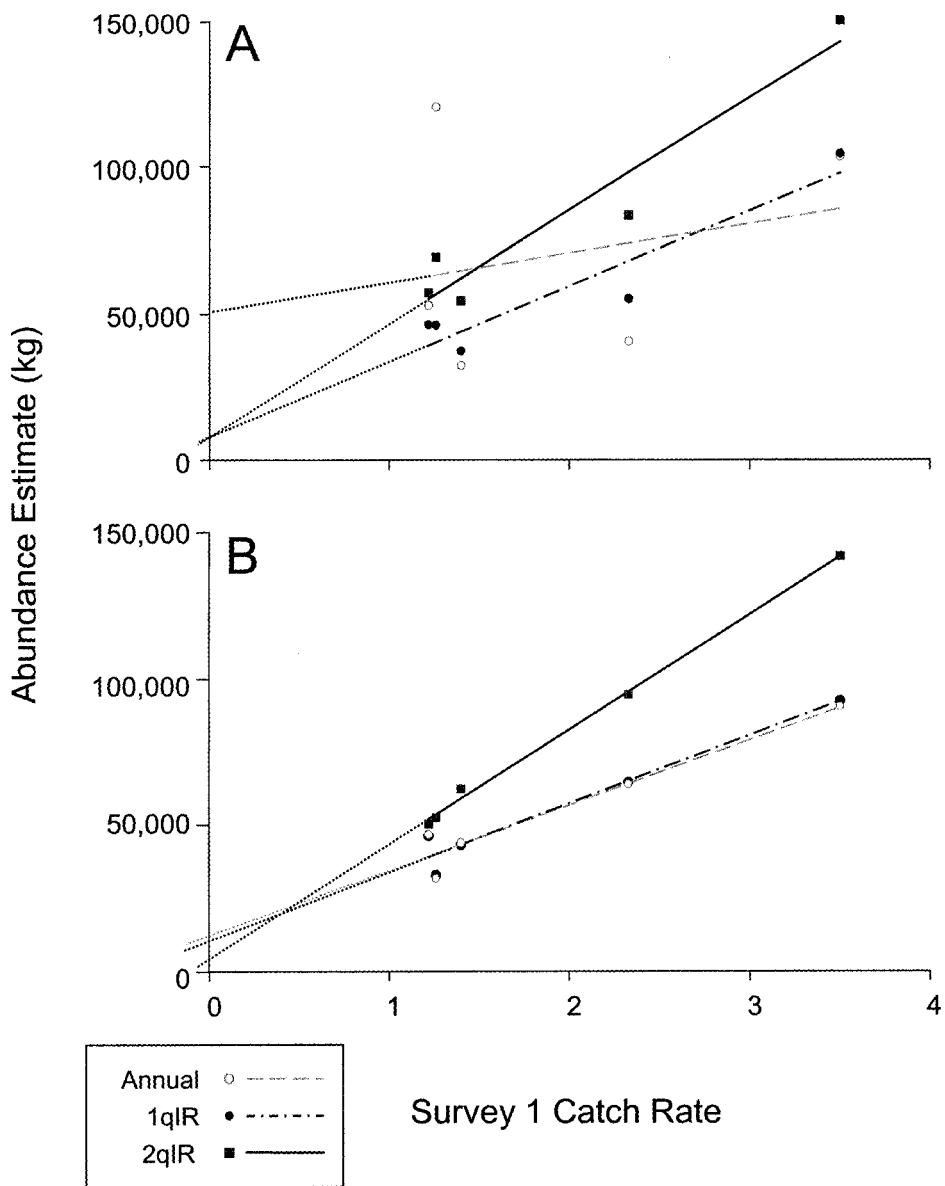 A
150,000
100,000
50,000
0
B
150,000
100,000
50,000
0
0 1 2 3 4
Abundance Estimate (kg)
Survey 1 Catch Rate
Annual
1qIR
2qIR